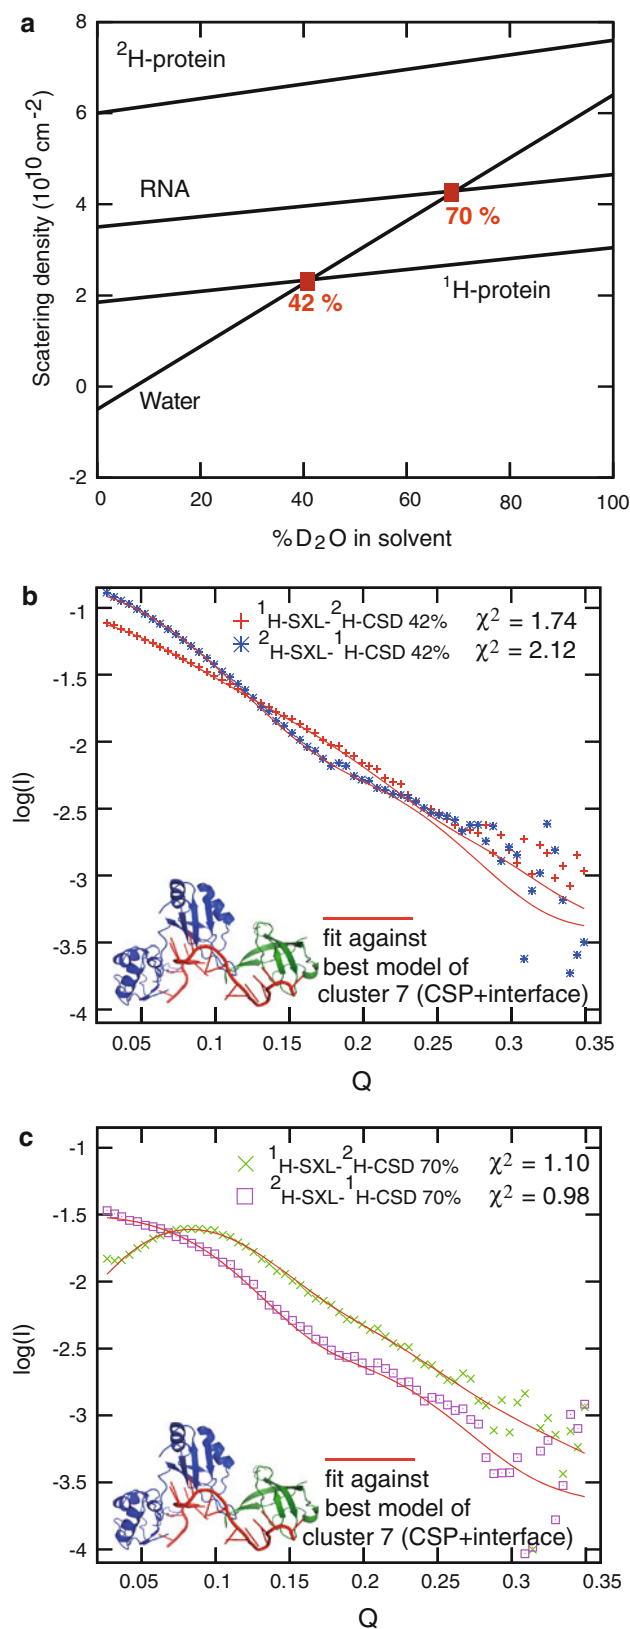 a
8
6
4
2
0
-2
Scatering density (10^10 cm^-2)
²H-protein
RNA
70 %
¹H-protein
42 %
Water
0 20 40 60 80 100
%D₂O in solvent
b
-1
-1.5
-2
-2.5
-3
-3.5
-4
log(I)
¹H-SXL-²H-CSD 42% χ² = 1.74
²H-SXL-¹H-CSD 42% χ² = 2.12
fit against
best model of
cluster 7 (CSP+interface)
0.05 0.1 0.15 0.2 0.25 0.3 0.35
Q
c
-1
-1.5
-2
-2.5
-3
-3.5
-4
log(I)
¹H-SXL-²H-CSD 70% χ² = 1.10
²H-SXL-¹H-CSD 70% χ² = 0.98
fit against
best model of
cluster 7 (CSP+interface)
0.05 0.1 0.15 0.2 0.25 0.3 0.35
Q